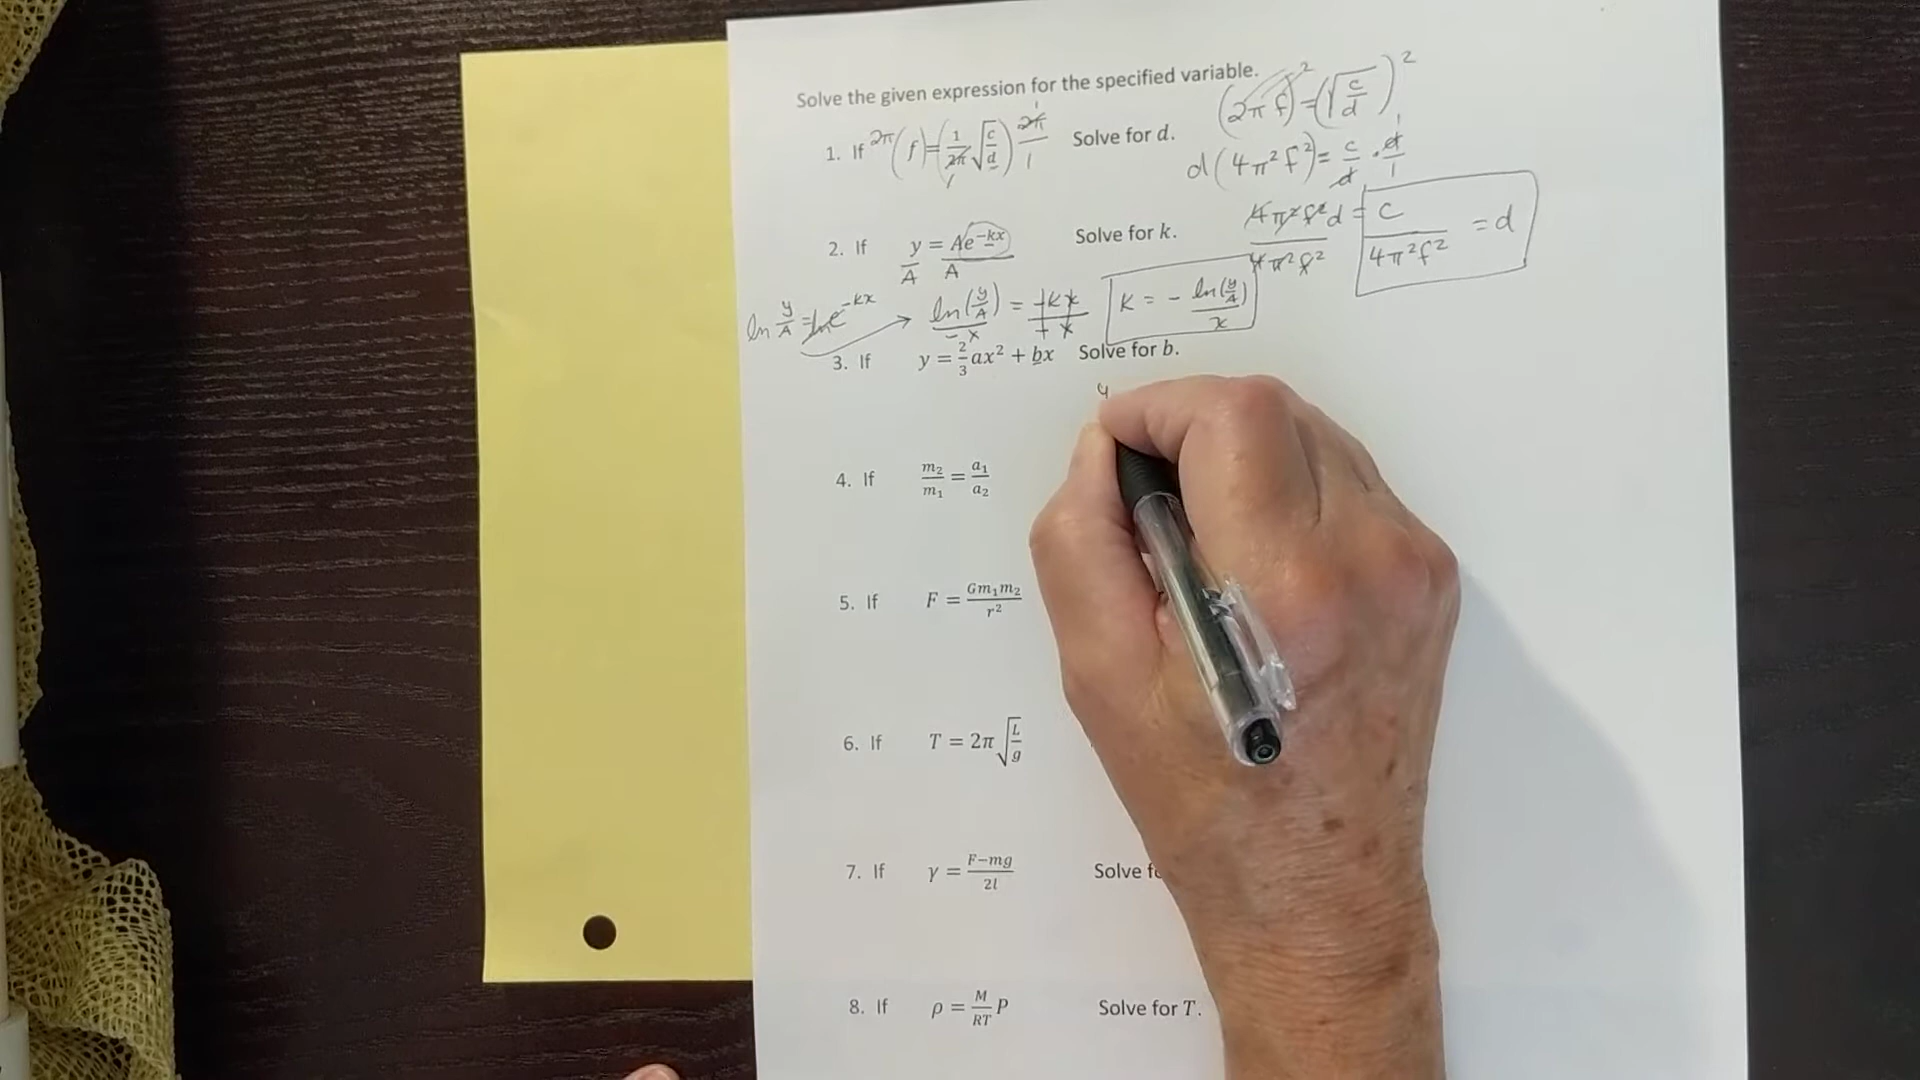 Solve the given expression for the specified variable.
(2πf)² = (√(c/d))²
1. If 2π(f) = (1/2π √(c/d)) 2π/1 Solve for d.
d(4π²f²) = c/d · d/1
4π²f²d/4π²f² = c/4π²f² = d
2. If y/A = Ae^(-kx)/A Solve for k.
ln y/A = ln e^(-kx) → ln(y/A)/-x = -kx/-x K = - ln(y/A)/x
3. If y = 2/3 ax² + bx Solve for b.
y
4. If m₂/m₁ = a₁/a₂
5. If F = Gm₁m₂/r²
6. If T = 2π √(L/g)
7. If γ = F−mg/2l Solve
8. If ρ = M/RT P Solve for T.